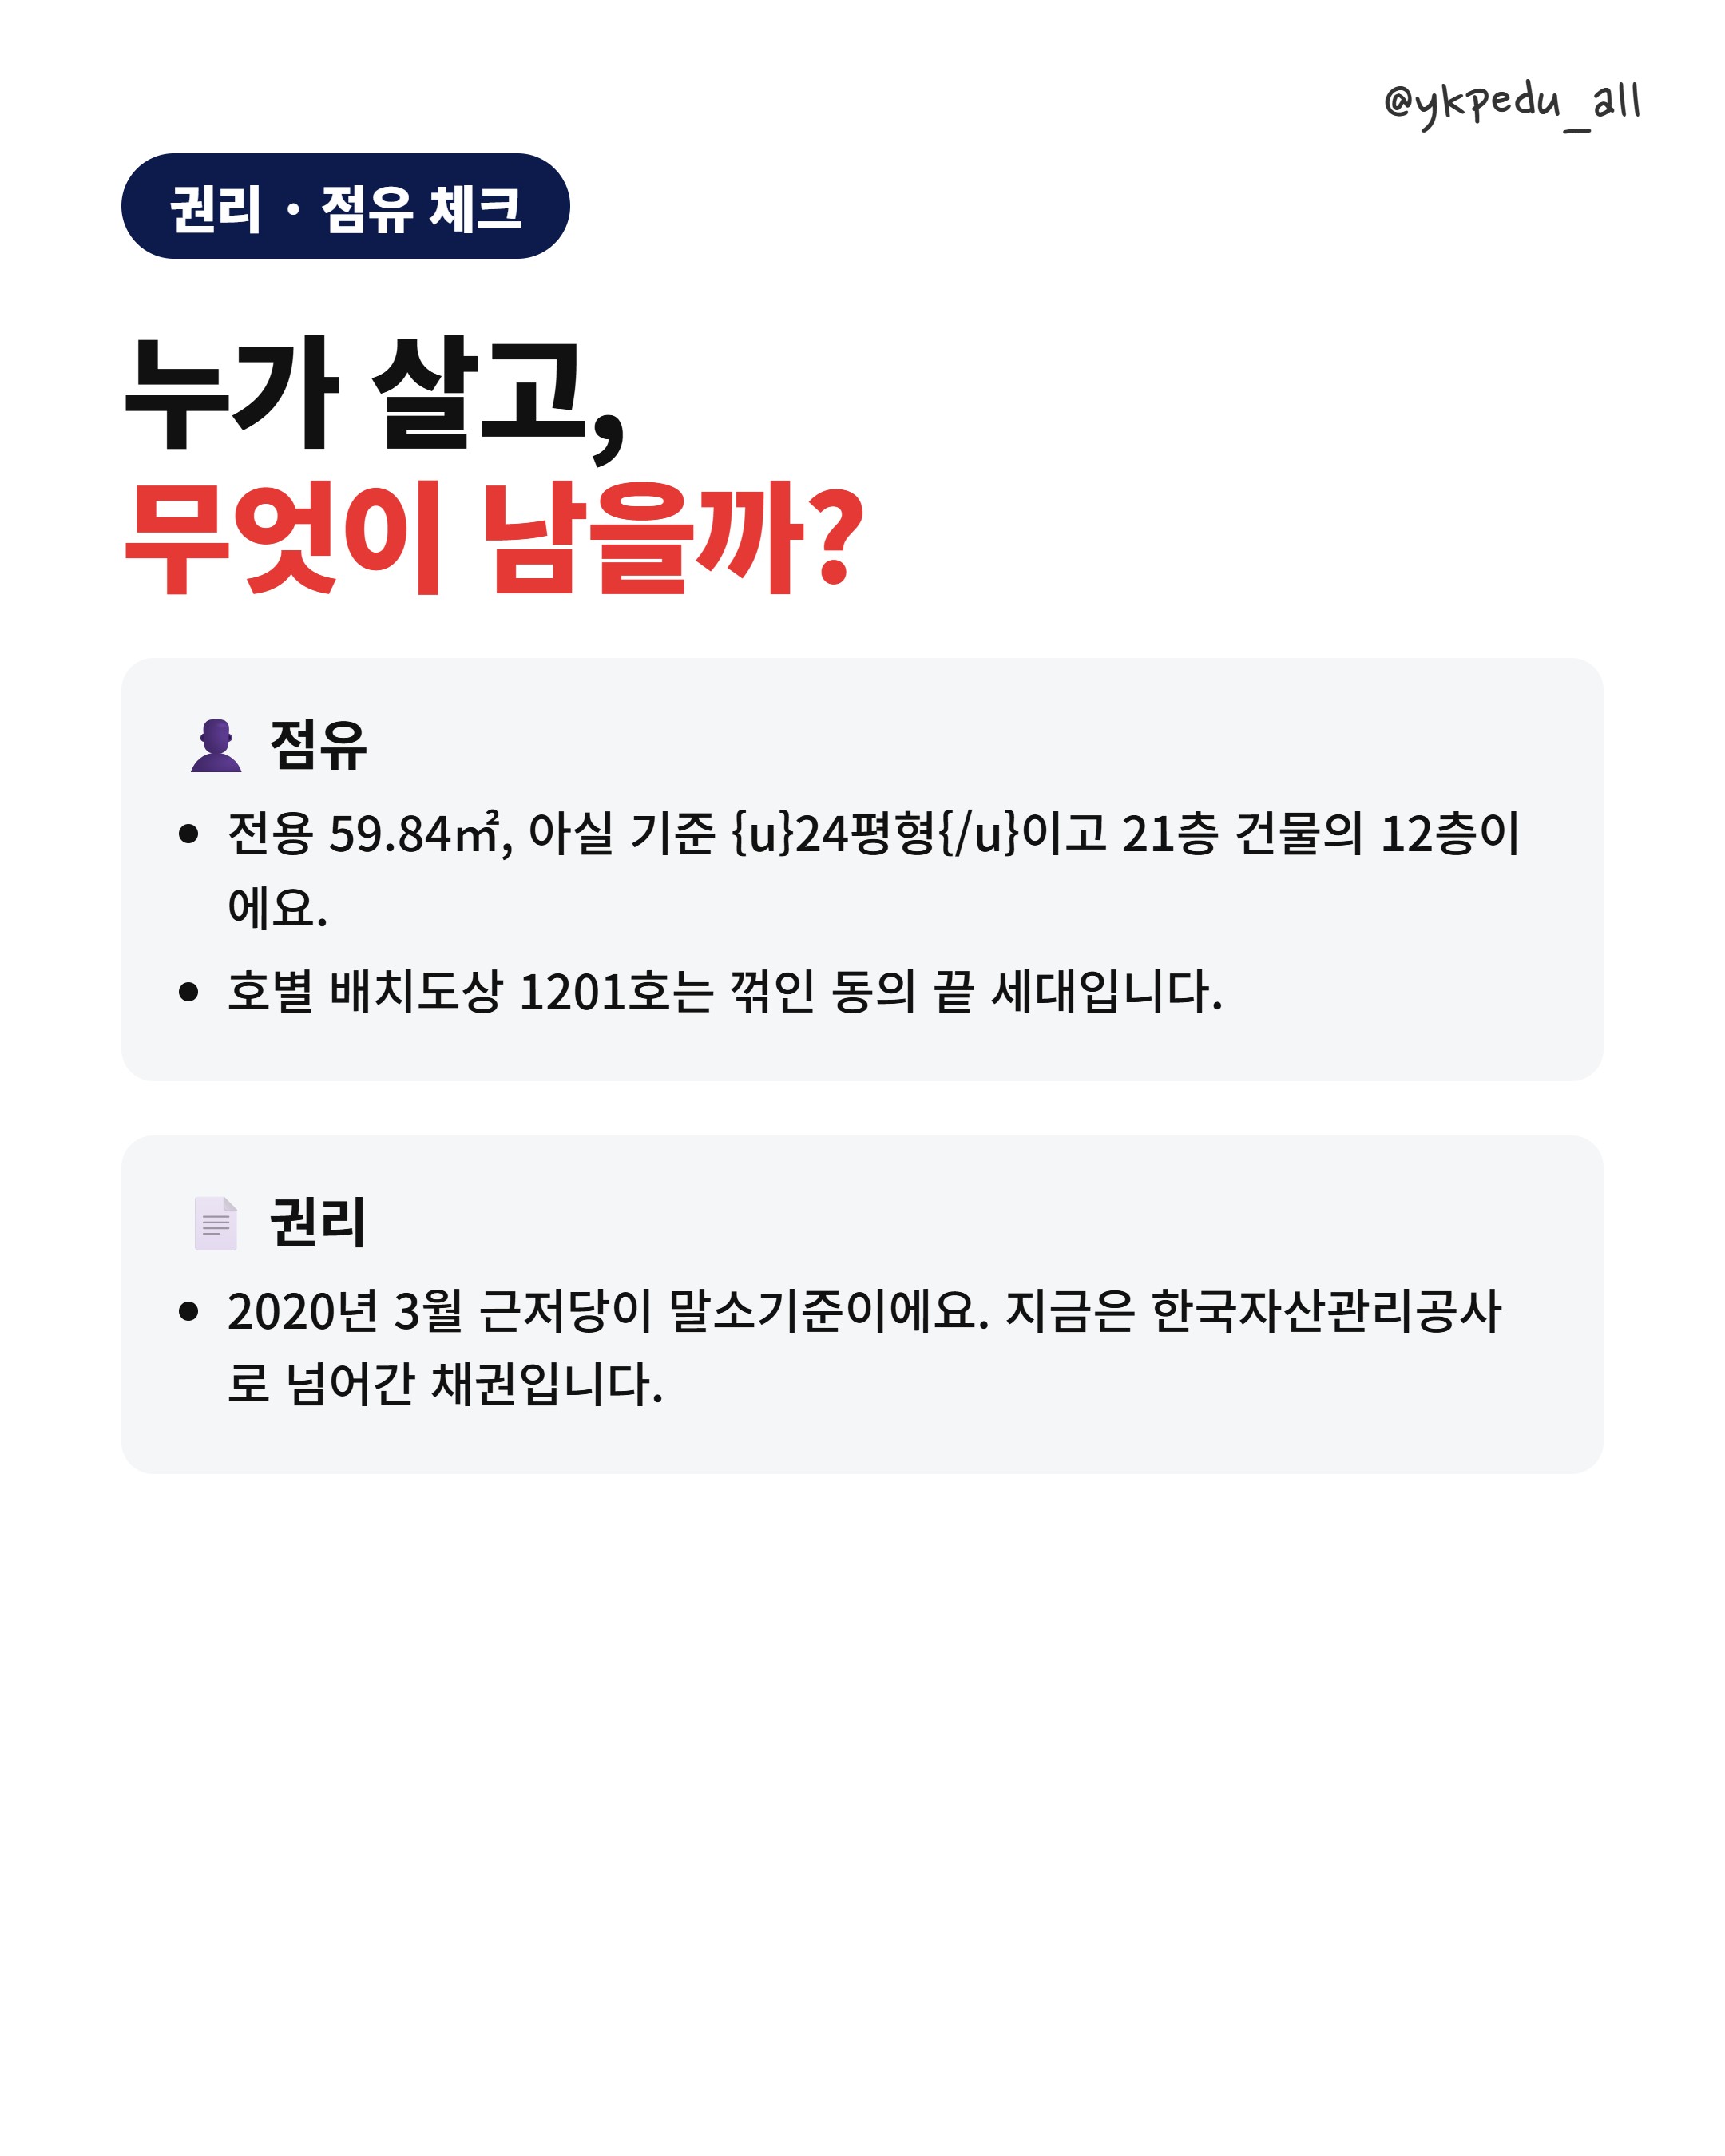 @ykpedu_all
권리 · 점유 체크
누가 살고,
무엇이 남을까?
점유
• 전용 59.84㎡, 아실 기준 {u}24평형{/u}이고 21층 건물의 12층이
에요.
• 호별 배치도상 1201호는 꺾인 동의 끝 세대입니다.
권리
• 2020년 3월 근저당이 말소기준이에요. 지금은 한국자산관리공사
로 넘어간 채권입니다.